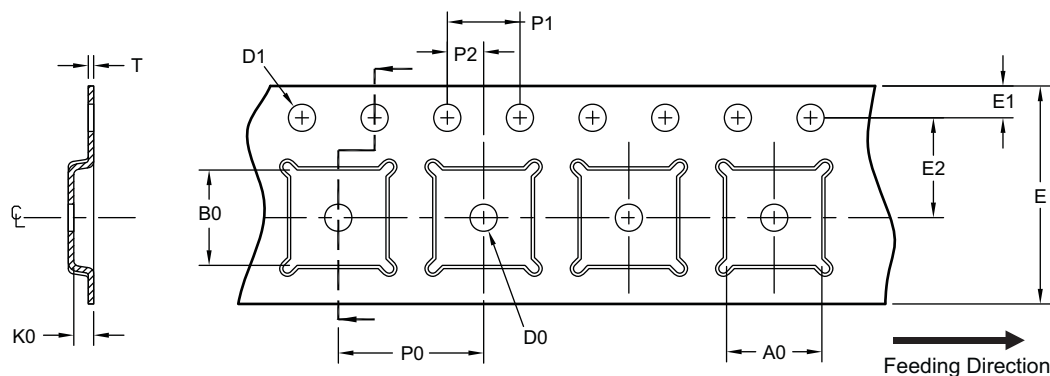 P1
P2
T
D1
E1
E2
B0
E
℄
K0
P0
D0
A0
Feeding Direction